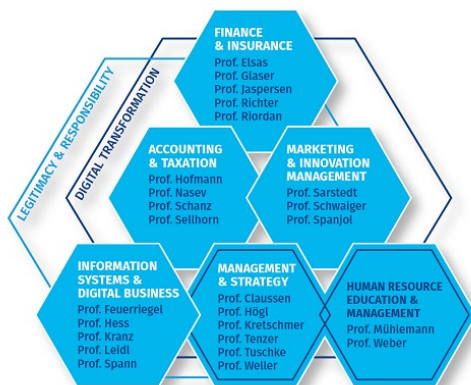 FINANCE
& INSURANCE
Prof. Elsas
Prof. Glaser
Prof. Jaspersen
Prof. Richter
Prof. Riordan
LEGITIMACY & RESPONSIBILITY
DIGITAL TRANSFORMATION
ACCOUNTING
& TAXATION
Prof. Hofmann
Prof. Nasev
Prof. Schanz
Prof. Sellhorn
MARKETING
& INNOVATION
MANAGEMENT
Prof. Sarstedt
Prof. Schwaiger
Prof. Spanjol
INFORMATION
SYSTEMS &
DIGITAL BUSINESS
Prof. Feuerriegel
Prof. Hess
Prof. Kranz
Prof. Leidl
Prof. Spann
MANAGEMENT
& STRATEGY
Prof. Claussen
Prof. Högl
Prof. Kretschmer
Prof. Tenzer
Prof. Tuschke
Prof. Weller
HUMAN RESOURCE
EDUCATION &
MANAGEMENT
Prof. Mühlemann
Prof. Weber